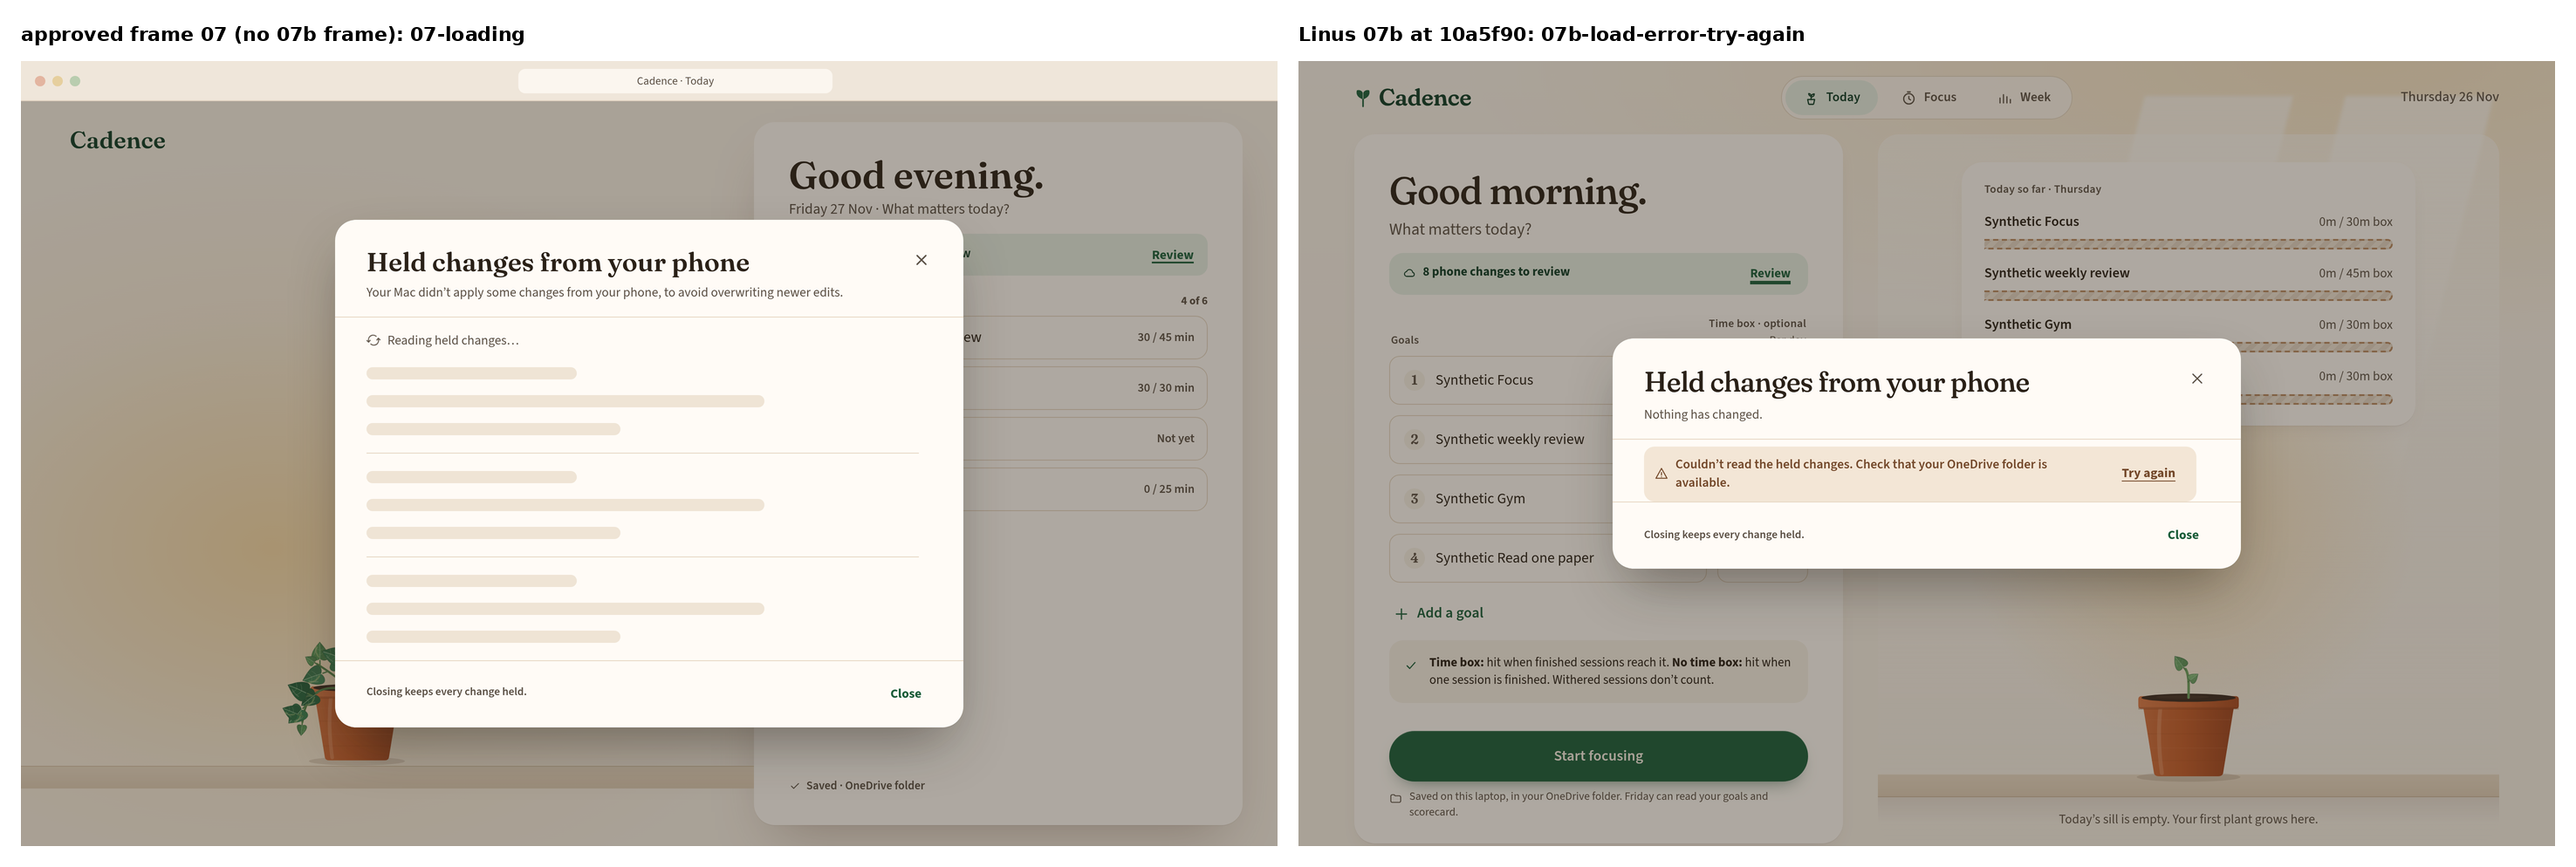 approved frame 07 (no 07b frame): 07-loading
Cadence · Today
Cadence
Good evening.
Friday 27 Nov · What matters today?
w
Review
4 of 6
ew
30 / 45 min
30 / 30 min
Not yet
0 / 25 min
Held changes from your phone
Your Mac didn’t apply some changes from your phone, to avoid overwriting newer edits.
Reading held changes…
Closing keeps every change held.
Close
Saved · OneDrive folder
Linus 07b at 10a5f90: 07b-load-error-try-again
Cadence
Today
Focus
Week
Thursday 26 Nov
Good morning.
What matters today?
8 phone changes to review
Review
Time box · optional
Goals
1 Synthetic Focus
2 Synthetic weekly review
3 Synthetic Gym
4 Synthetic Read one paper
Add a goal
Time box: hit when finished sessions reach it. No time box: hit when
one session is finished. Withered sessions don’t count.
Start focusing
Saved on this laptop, in your OneDrive folder. Friday can read your goals and
scorecard.
Today so far · Thursday
Synthetic Focus
0m / 30m box
Synthetic weekly review
0m / 45m box
Synthetic Gym
0m / 30m box
0m / 30m box
Held changes from your phone
Nothing has changed.
Couldn’t read the held changes. Check that your OneDrive folder is
available.
Try again
Closing keeps every change held.
Close
Today’s sill is empty. Your first plant grows here.